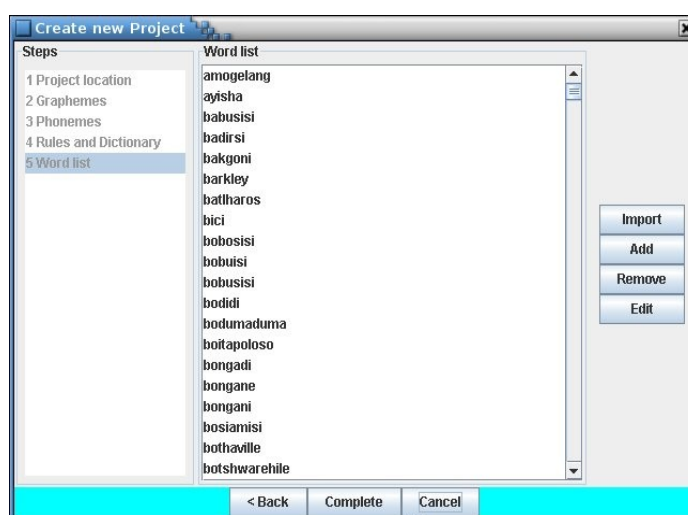 Create new Project
Steps
1 Project location
2 Graphemes
3 Phonemes
4 Rules and Dictionary
5 Word list
Word list
amogelang
ayisha
babusisi
badirsi
bakgoni
barkley
batlharos
bici
bobosisi
bobuisi
bobusisi
bodidi
bodumaduma
boitapoloso
bongadi
bongane
bongani
bosiamisi
bothaville
botshwarehile
Import
Add
Remove
Edit
< Back
Complete
Cancel